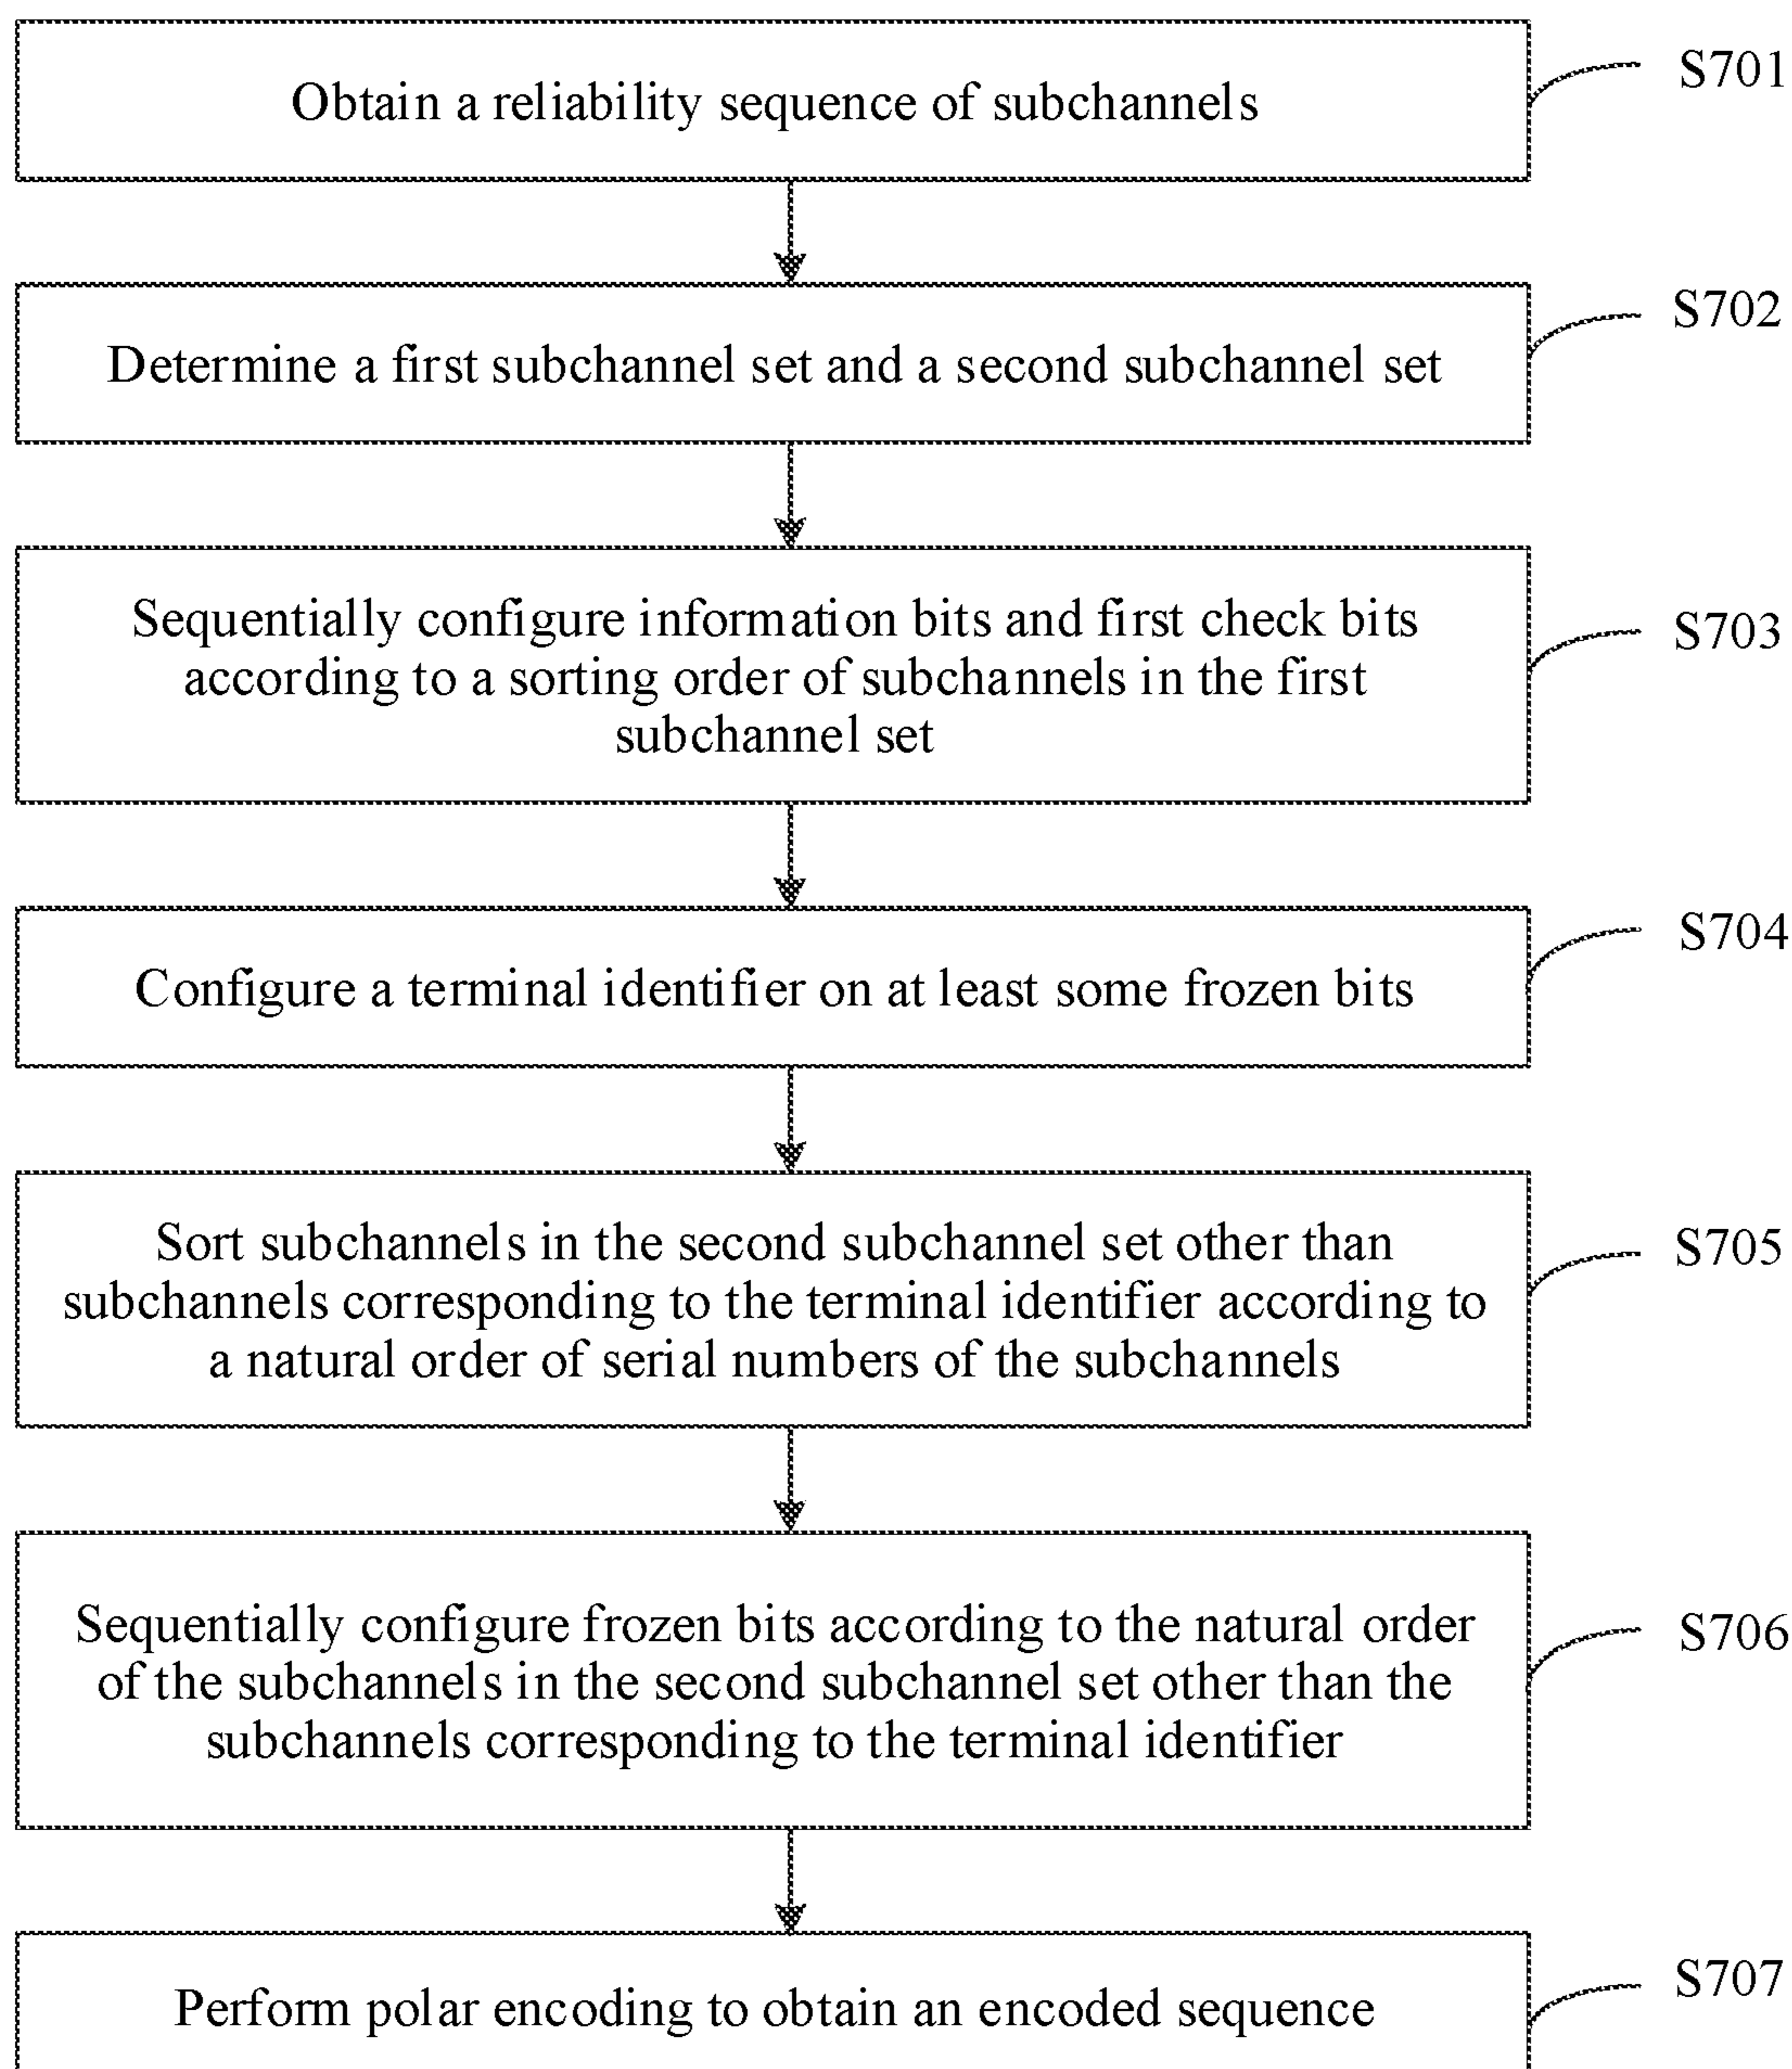 Obtain a reliability sequence of subchannels
S701
Determine a first subchannel set and a second subchannel set
S702
Sequentially configure information bits and first check bits
according to a sorting order of subchannels in the first
subchannel set
S703
Configure a terminal identifier on at least some frozen bits
S704
Sort subchannels in the second subchannel set other than
subchannels corresponding to the terminal identifier according to
a natural order of serial numbers of the subchannels
S705
Sequentially configure frozen bits according to the natural order
of the subchannels in the second subchannel set other than the
subchannels corresponding to the terminal identifier
S706
Perform polar encoding to obtain an encoded sequence
S707